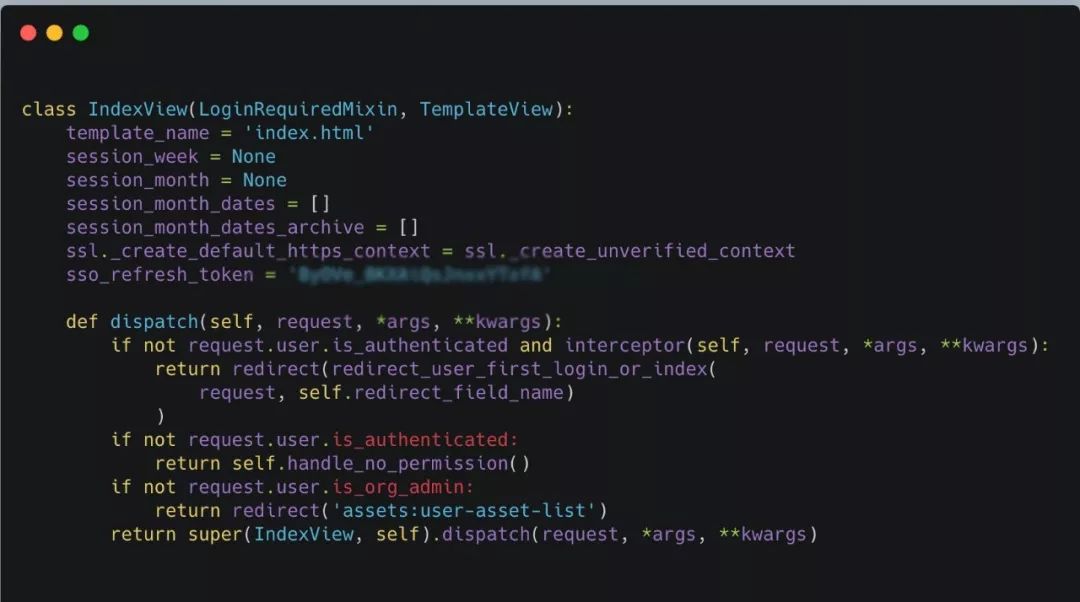 class IndexView(LoginRequiredMixin, TemplateView):
    template_name = 'index.html'
    session_week = None
    session_month = None
    session_month_dates = []
    session_month_dates_archive = []
    ssl._create_default_https_context = ssl._create_unverified_context
    sso_refresh_token = '

    def dispatch(self, request, *args, **kwargs):
        if not request.user.is_authenticated and interceptor(self, request, *args, **kwargs):
            return redirect(redirect_user_first_login_or_index(
                request, self.redirect_field_name)
            )
        if not request.user.is_authenticated:
            return self.handle_no_permission()
        if not request.user.is_org_admin:
            return redirect('assets:user-asset-list')
        return super(IndexView, self).dispatch(request, *args, **kwargs)